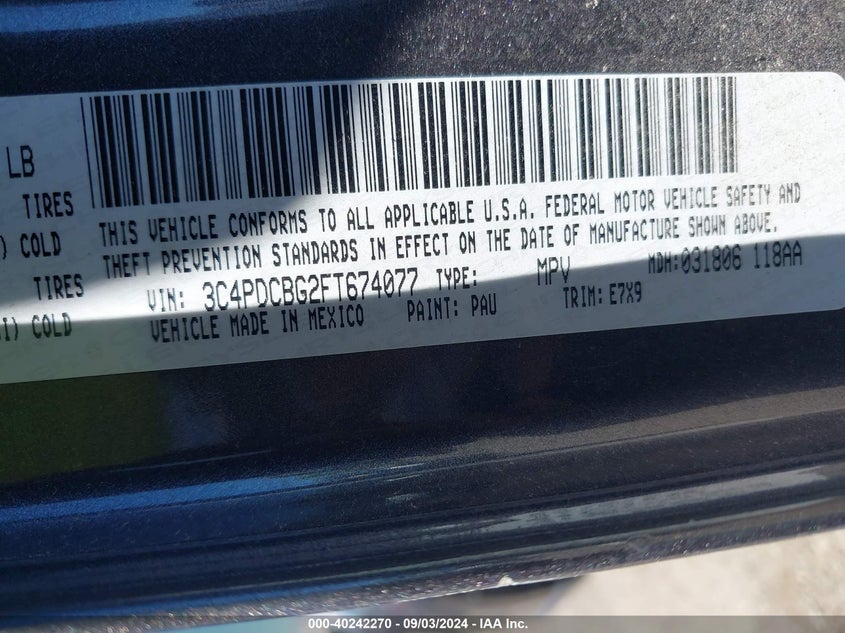 LB
TIRES
) COLD
TIRES
I) COLD
THIS VEHICLE CONFORMS TO ALL APPLICABLE U.S.A. FEDERAL MOTOR VEHICLE SAFETY AND
THEFT PREVENTION STANDARDS IN EFFECT ON THE DATE OF MANUFACTURE SHOWN ABOVE.
VIN: 3C4PDCBG2FT674077 TYPE: MPV MDH:031806 118AA
VEHICLE MADE IN MEXICO PAINT: PAU TRIM: E7X9
000-40242270 - 09/03/2024 - IAA Inc.